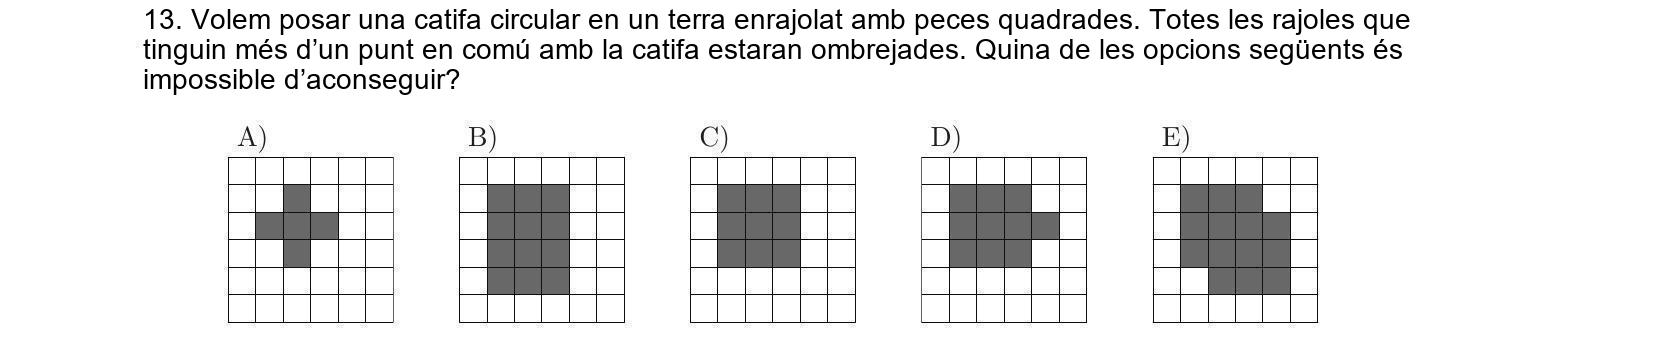 13. Volem posar una catifa circular en un terra enrajolat amb peces quadrades. Totes les rajoles que
tinguin més d’un punt en comú amb la catifa estaran ombrejades. Quina de les opcions següents és
impossible d’aconseguir?
A) B) C) D) E)